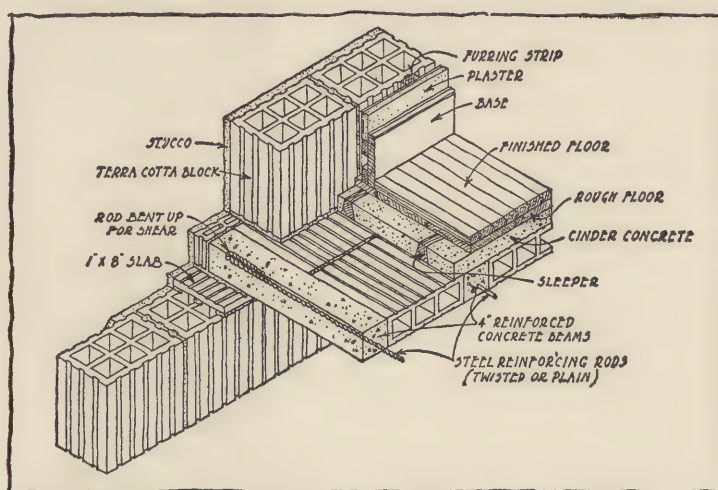 FURRING STRIP
PLASTER
BASE
STUCCO
TERRA COTTA BLOCK
FINISHED FLOOR
ROD BENT UP
FOR SHEAR
ROUGH FLOOR
CINDER CONCRETE
1" X 8" SLAB
SLEEPER
4" REINFORCED
CONCRETE BEAMS
STEEL REINFORCING RODS
(TWISTED OR PLAIN)